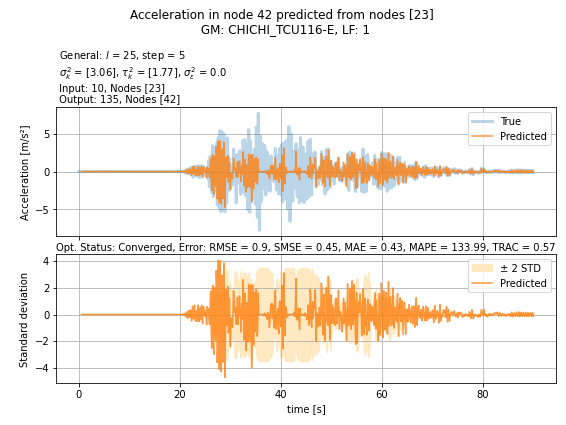 Acceleration in node 42 predicted from nodes [23]
GM: CHICHI_TCU116-E, LF: 1
General: l = 25, step = 5
σ²ₖ = [3.06], τ²ₖ = [1.77], σ²ε = 0.0
Input: 10, Nodes [23]
Output: 135, Nodes [42]
Acceleration [m/s²]
5
0
−5
True
Predicted
Opt. Status: Converged, Error: RMSE = 0.9, SMSE = 0.45, MAE = 0.43, MAPE = 133.99, TRAC = 0.57
Standard deviation
4
2
0
−2
−4
± 2 STD
Predicted
0 20 40 60 80
time [s]